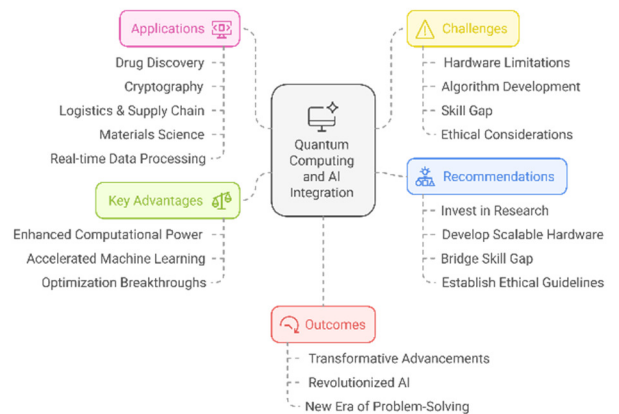 Applications
Drug Discovery
Cryptography
Logistics & Supply Chain
Materials Science
Real-time Data Processing
Key Advantages
Enhanced Computational Power
Accelerated Machine Learning
Optimization Breakthroughs
Quantum
Computing
and AI
Integration
Challenges
Hardware Limitations
Algorithm Development
Skill Gap
Ethical Considerations
Recommendations
Invest in Research
Develop Scalable Hardware
Bridge Skill Gap
Establish Ethical Guidelines
Outcomes
Transformative Advancements
Revolutionized AI
New Era of Problem-Solving